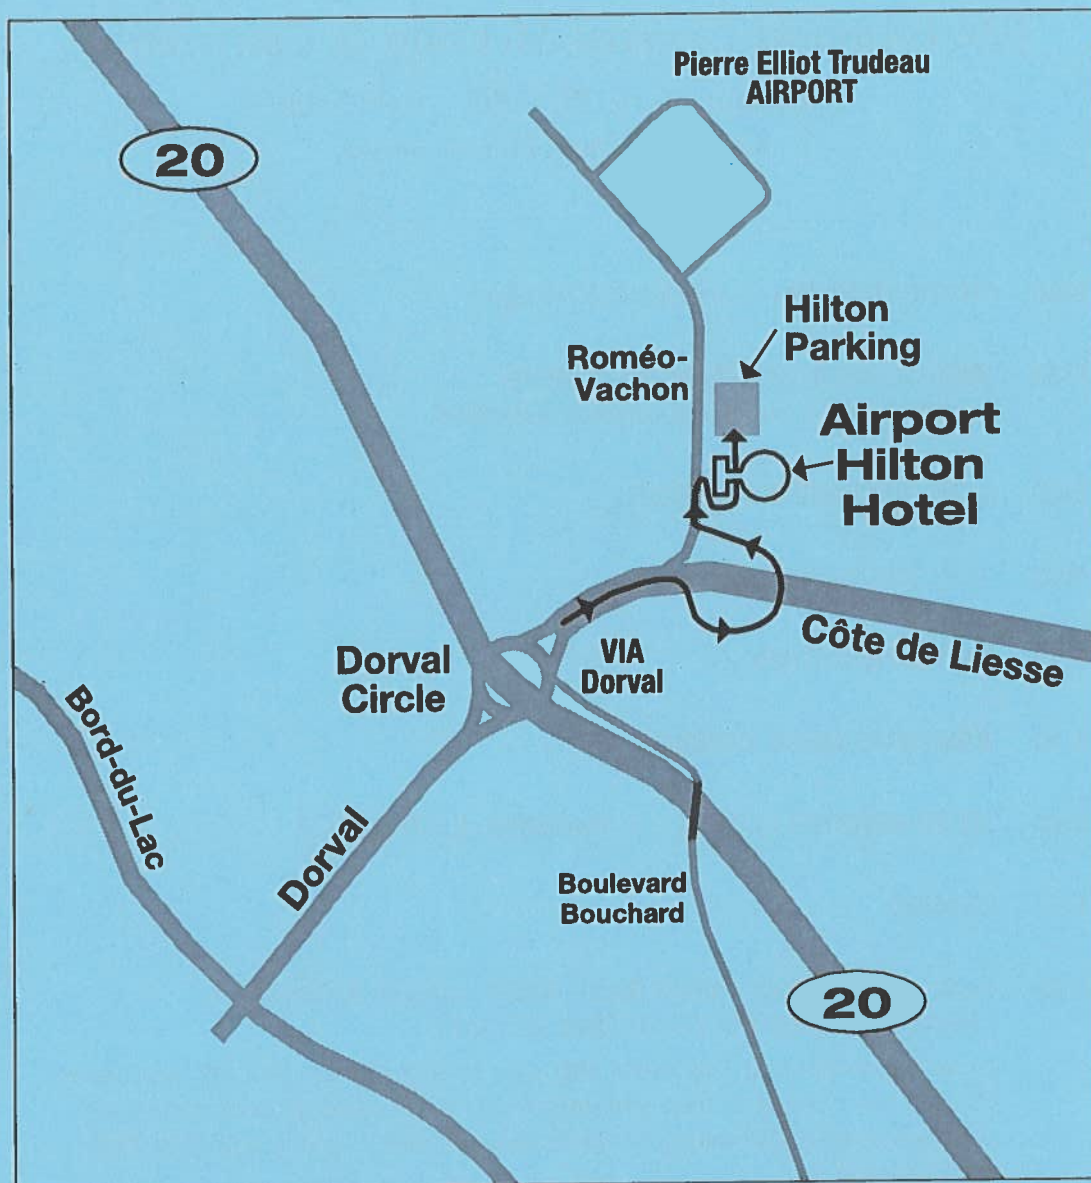 Pierre Elliot Trudeau
AIRPORT
20
Hilton
Parking
Roméo-
Vachon
Airport
Hilton
Hotel
Côte de Liesse
VIA
Dorval
Dorval
Circle
Bord-du-Lac
Dorval
Boulevard
Bouchard
20